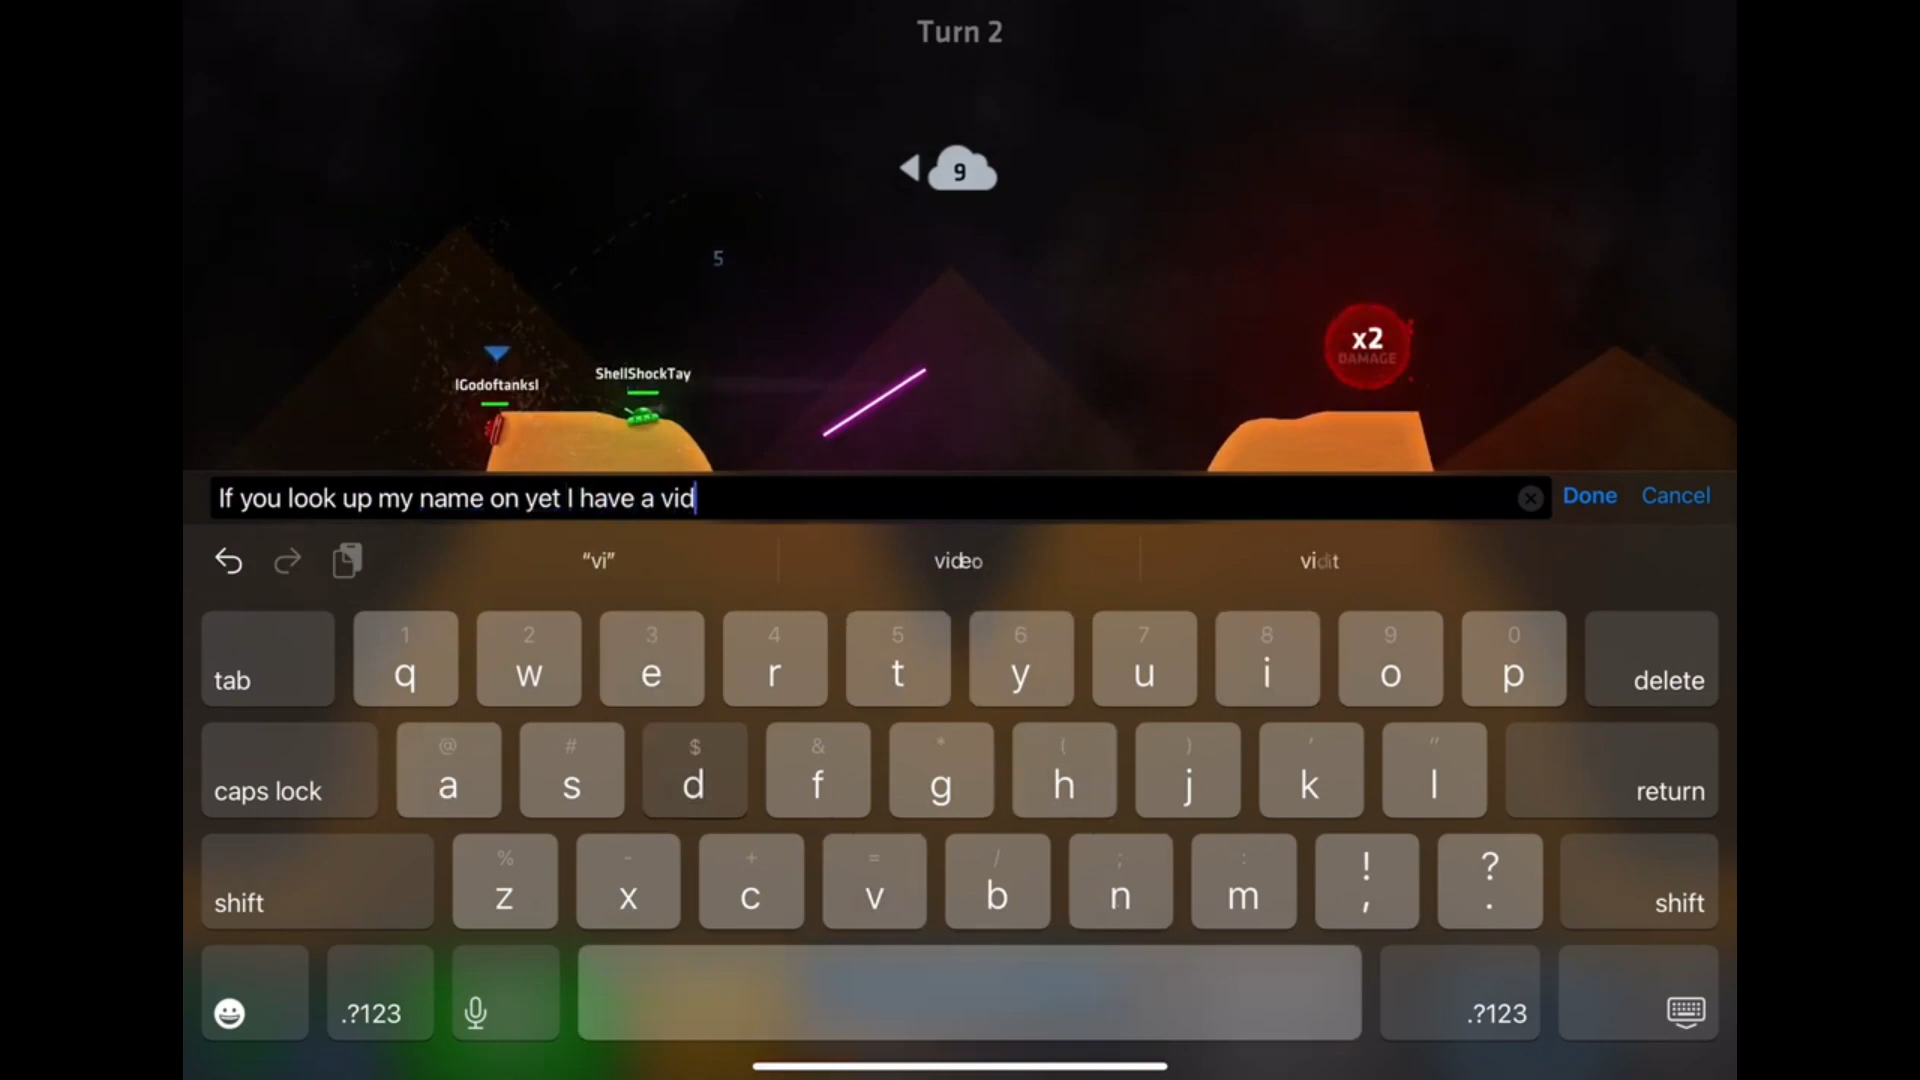 Turn 2
9
5
x2
DAMAGE
lGodoftanksl
ShellShockTay
If you look up my name on yet I have a vid
Done
Cancel
“vi”
video
vidit
tab
1 2 3 4 5 6 7 8 9 0
q w e r t y u i o p
delete
@ # $ & * ( ) ' "
caps lock
a s d f g h j k l
return
% - + = / ; : ! ?
shift
z x c v b n m , .
shift
.?123
.?123